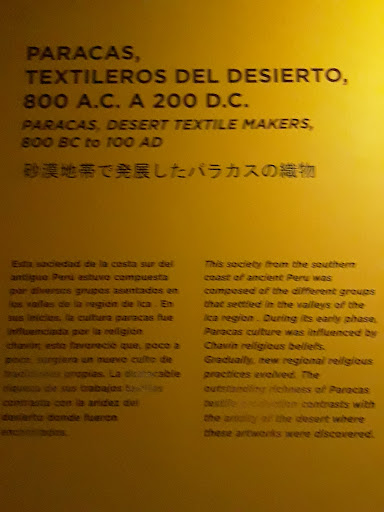 PARACAS,
TEXTILEROS DEL DESIERTO,
800 A.C. A 200 D.C.
PARACAS, DESERT TEXTILE MAKERS,
800 BC to 100 AD
砂漠地帯で発展したパラカスの織物
Esta sociedad de la costa sur del
antiguo Perú estuvo compuesta
por diversos grupos asentados en
los valles de la región de Ica . En
sus inicios, la cultura paracas fue
influenciada por la religión
chavín; esto favoreció que, poco a
poco, surgiera un nuevo culto de
tradiciones propias. La destacable
riqueza de sus trabajos textiles
contrasta con la aridez del
desierto donde fueron
encontrados.
This society from the southern
coast of ancient Peru was
composed of the different groups
that settled in the valleys of the
Ica region . During its early phase,
Paracas culture was influenced by
Chavin religious beliefs.
Gradually, new regional religious
practices evolved. The
outstanding richness of Paracas
textile production contrasts with
the aridity of the desert where
these artworks were discovered.